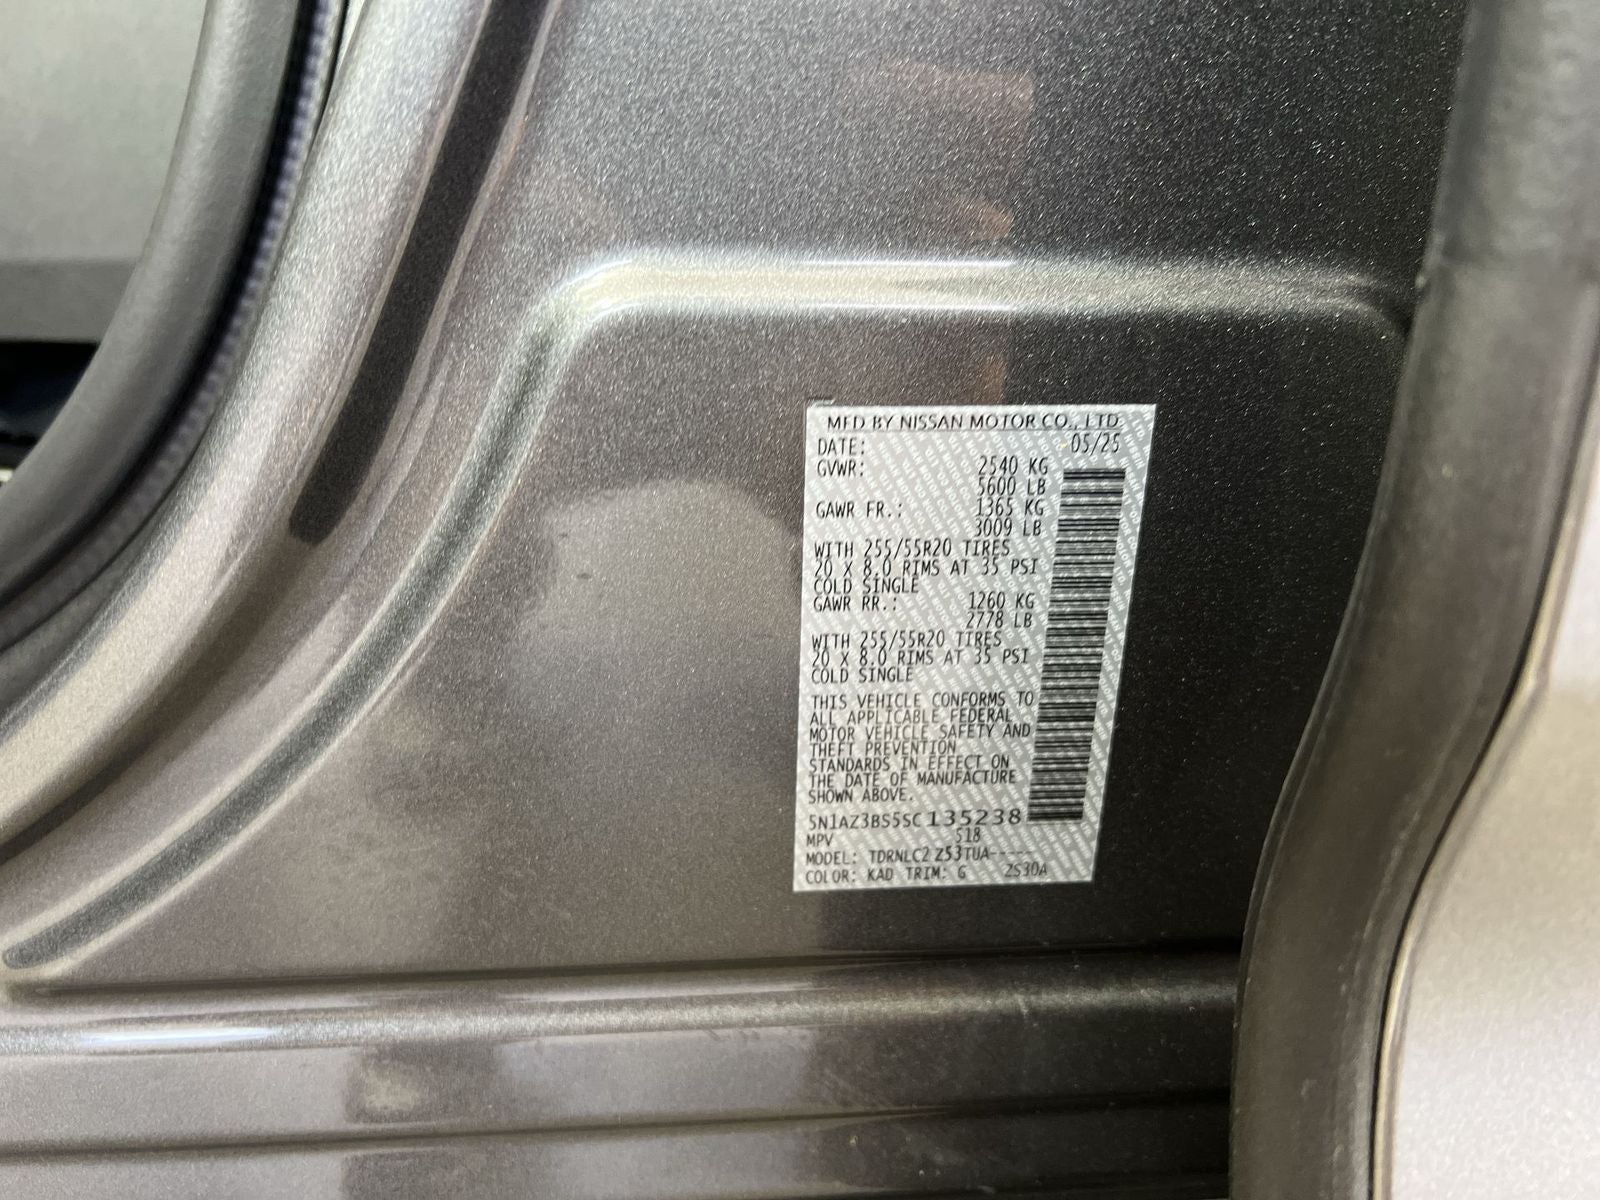 MFD BY NISSAN MOTOR CO., LTD.
DATE: 05/25
GVWR: 2540 KG
5600 LB
GAWR FR.: 1365 KG
3009 LB
WITH 255/55R20 TIRES
20 X 8.0 RIMS AT 35 PSI
COLD SINGLE
GAWR RR.: 1260 KG
2778 LB
WITH 255/55R20 TIRES
20 X 8.0 RIMS AT 35 PSI
COLD SINGLE
THIS VEHICLE CONFORMS TO
ALL APPLICABLE FEDERAL
MOTOR VEHICLE SAFETY AND
THEFT PREVENTION
STANDARDS IN EFFECT ON
THE DATE OF MANUFACTURE
SHOWN ABOVE.
5N1AZ3BS5SC135238
MPV 518
MODEL: TDRNLC2 Z53TUA-----
COLOR: KAD TRIM: G ZS30A